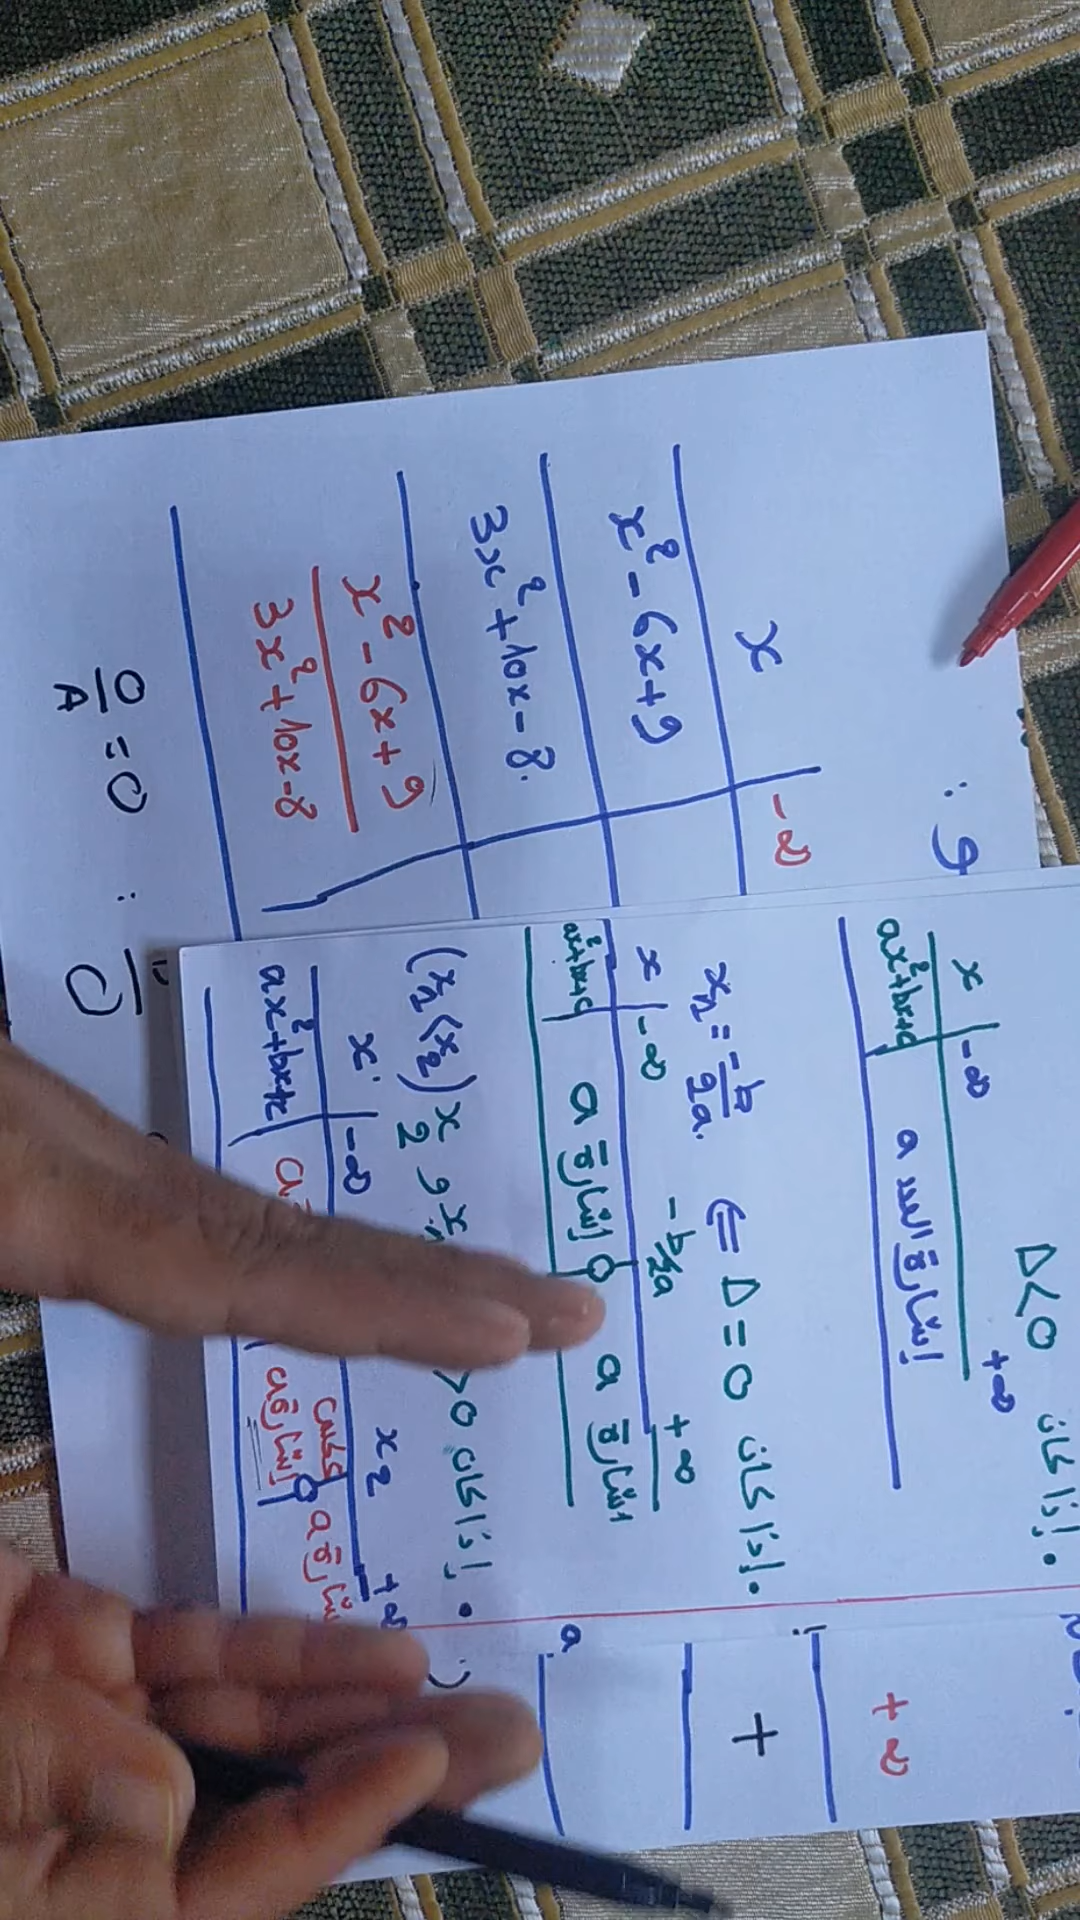 : و
x -∞ +∞
x² - 6x + 9 +
3x² + 10x - 8
x² - 6x + 9
3x² + 10x - 8
0/A = 0 :
• إذا كان Δ<0
x -∞ +∞
ax²+bx+c إشارة a
• إذا كان Δ = 0 ⇐ x₁ = -b/2a
x -∞ -b/2a +∞
ax²+bx+c إشارة a إشارة a
• إذا كان >0 x₁ و x₂ (x₁<x₂)
x -∞ x₂ +∞
ax²+bx+c a عكس إشارة a إشارة a